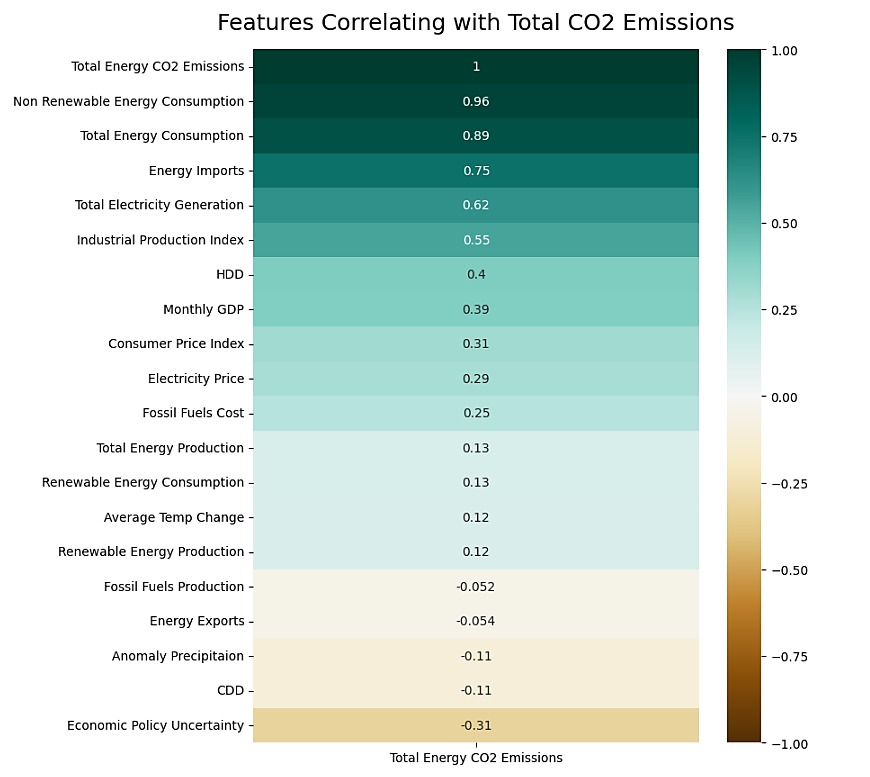 Features Correlating with Total CO2 Emissions
Total Energy CO2 Emissions 1
Non Renewable Energy Consumption 0.96
Total Energy Consumption 0.89
Energy Imports 0.75
Total Electricity Generation 0.62
Industrial Production Index 0.55
HDD 0.4
Monthly GDP 0.39
Consumer Price Index 0.31
Electricity Price 0.29
Fossil Fuels Cost 0.25
Total Energy Production 0.13
Renewable Energy Consumption 0.13
Average Temp Change 0.12
Renewable Energy Production 0.12
Fossil Fuels Production -0.052
Energy Exports -0.054
Anomaly Precipitaion -0.11
CDD -0.11
Economic Policy Uncertainty -0.31
Total Energy CO2 Emissions
1.00
0.75
0.50
0.25
0.00
−0.25
−0.50
−0.75
−1.00